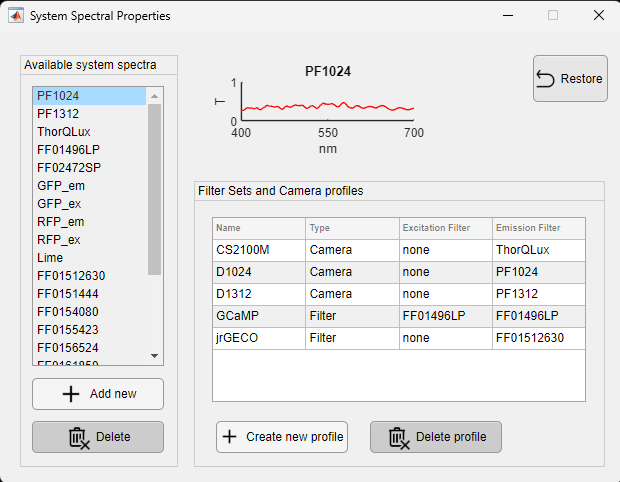 System Spectral Properties
Available system spectra
PF1024
PF1312
ThorQLux
FF01496LP
FF02472SP
GFP_em
GFP_ex
RFP_em
RFP_ex
Lime
FF01512630
FF0151444
FF0154080
FF0155423
FF0156524
Add new
Delete
PF1024
1
T
0
400 550 700
nm
Restore
Filter Sets and Camera profiles
Name Type Excitation Filter Emission Filter
CS2100M Camera none ThorQLux
D1024 Camera none PF1024
D1312 Camera none PF1312
GCaMP Filter FF01496LP FF01496LP
jrGECO Filter none FF01512630
Create new profile
Delete profile